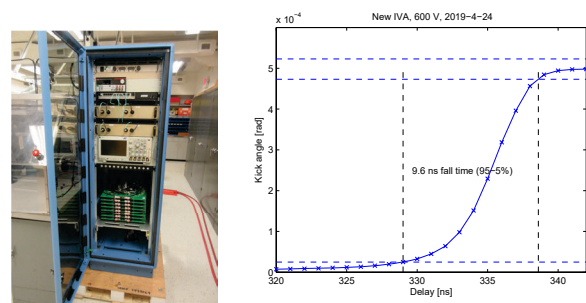 New IVA, 600 V, 2019−4−24
x 10⁻⁴
Kick angle [rad]
5
4
3
2
1
0
9.6 ns fall time (95−5%)
320
325
330
335
340
Delay [ns]